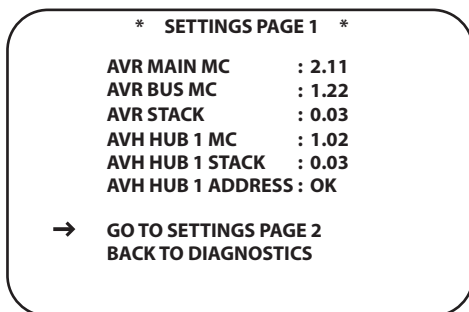 * SETTINGS PAGE 1 *
AVR MAIN MC : 2.11
AVR BUS MC : 1.22
AVR STACK : 0.03
AVH HUB 1 MC : 1.02
AVH HUB 1 STACK : 0.03
AVH HUB 1 ADDRESS : OK
→ GO TO SETTINGS PAGE 2
BACK TO DIAGNOSTICS